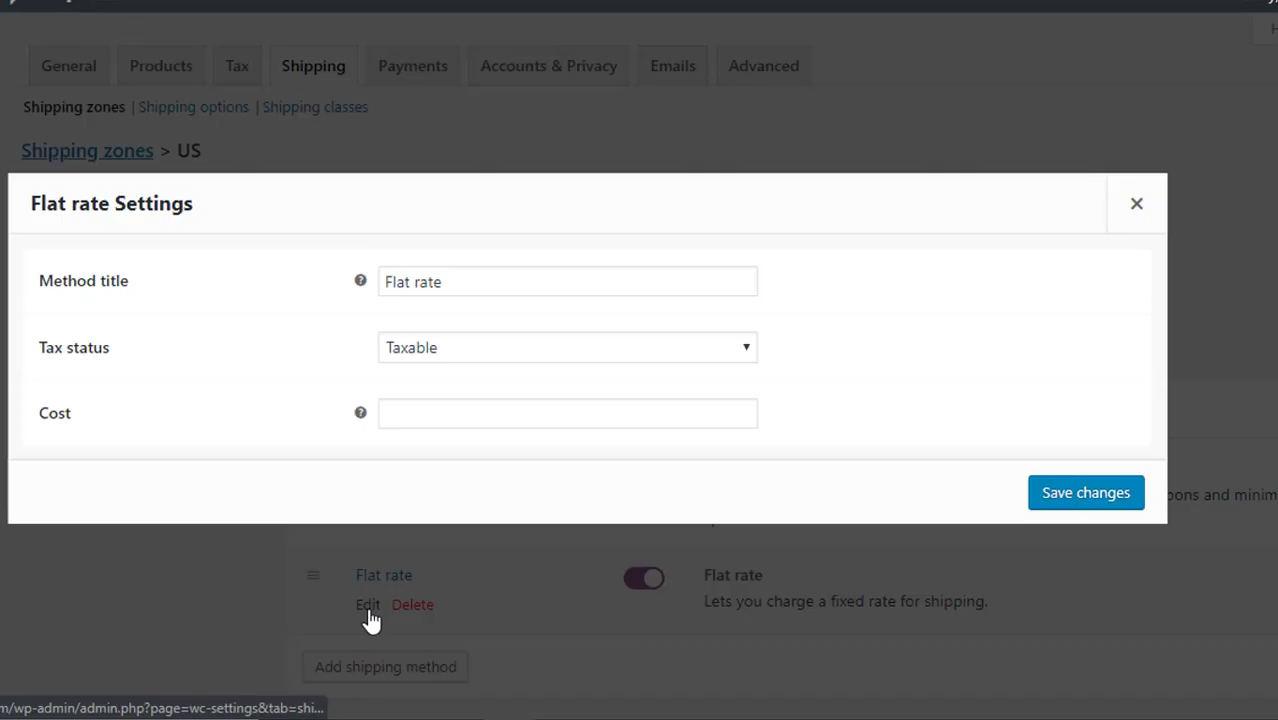 General Products Tax Shipping Payments Accounts & Privacy Emails Advanced
Shipping zones | Shipping options | Shipping classes
Shipping zones > US
Flat rate Settings
Method title Flat rate
Tax status Taxable
Cost
Save changes
and minim
Flat rate Flat rate
Edit Delete Lets you charge a fixed rate for shipping.
Add shipping method
m/wp-admin/admin.php?page=wc-settings&tab=shi...